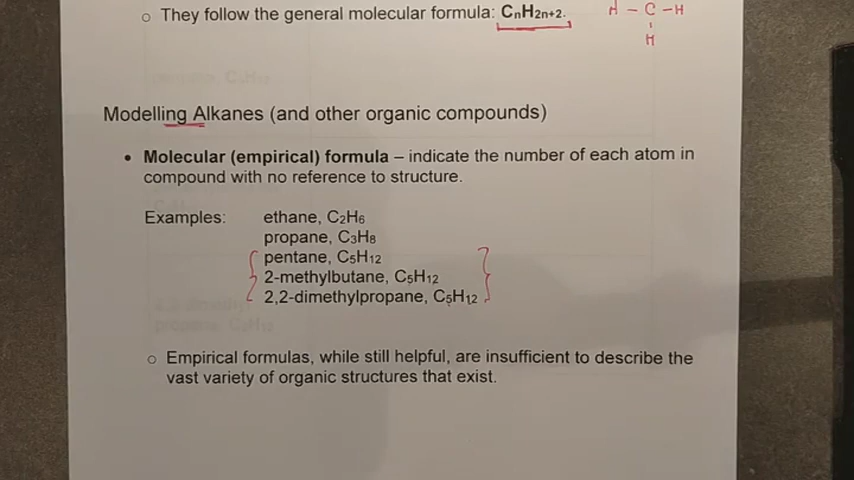 ○ They follow the general molecular formula: CₙH₂ₙ₊₂.
H – C – H
H
Modelling Alkanes (and other organic compounds)
• Molecular (empirical) formula – indicate the number of each atom in
compound with no reference to structure.
Examples: ethane, C₂H₆
propane, C₃H₈
pentane, C₅H₁₂
2-methylbutane, C₅H₁₂
2,2-dimethylpropane, C₅H₁₂
○ Empirical formulas, while still helpful, are insufficient to describe the
vast variety of organic structures that exist.